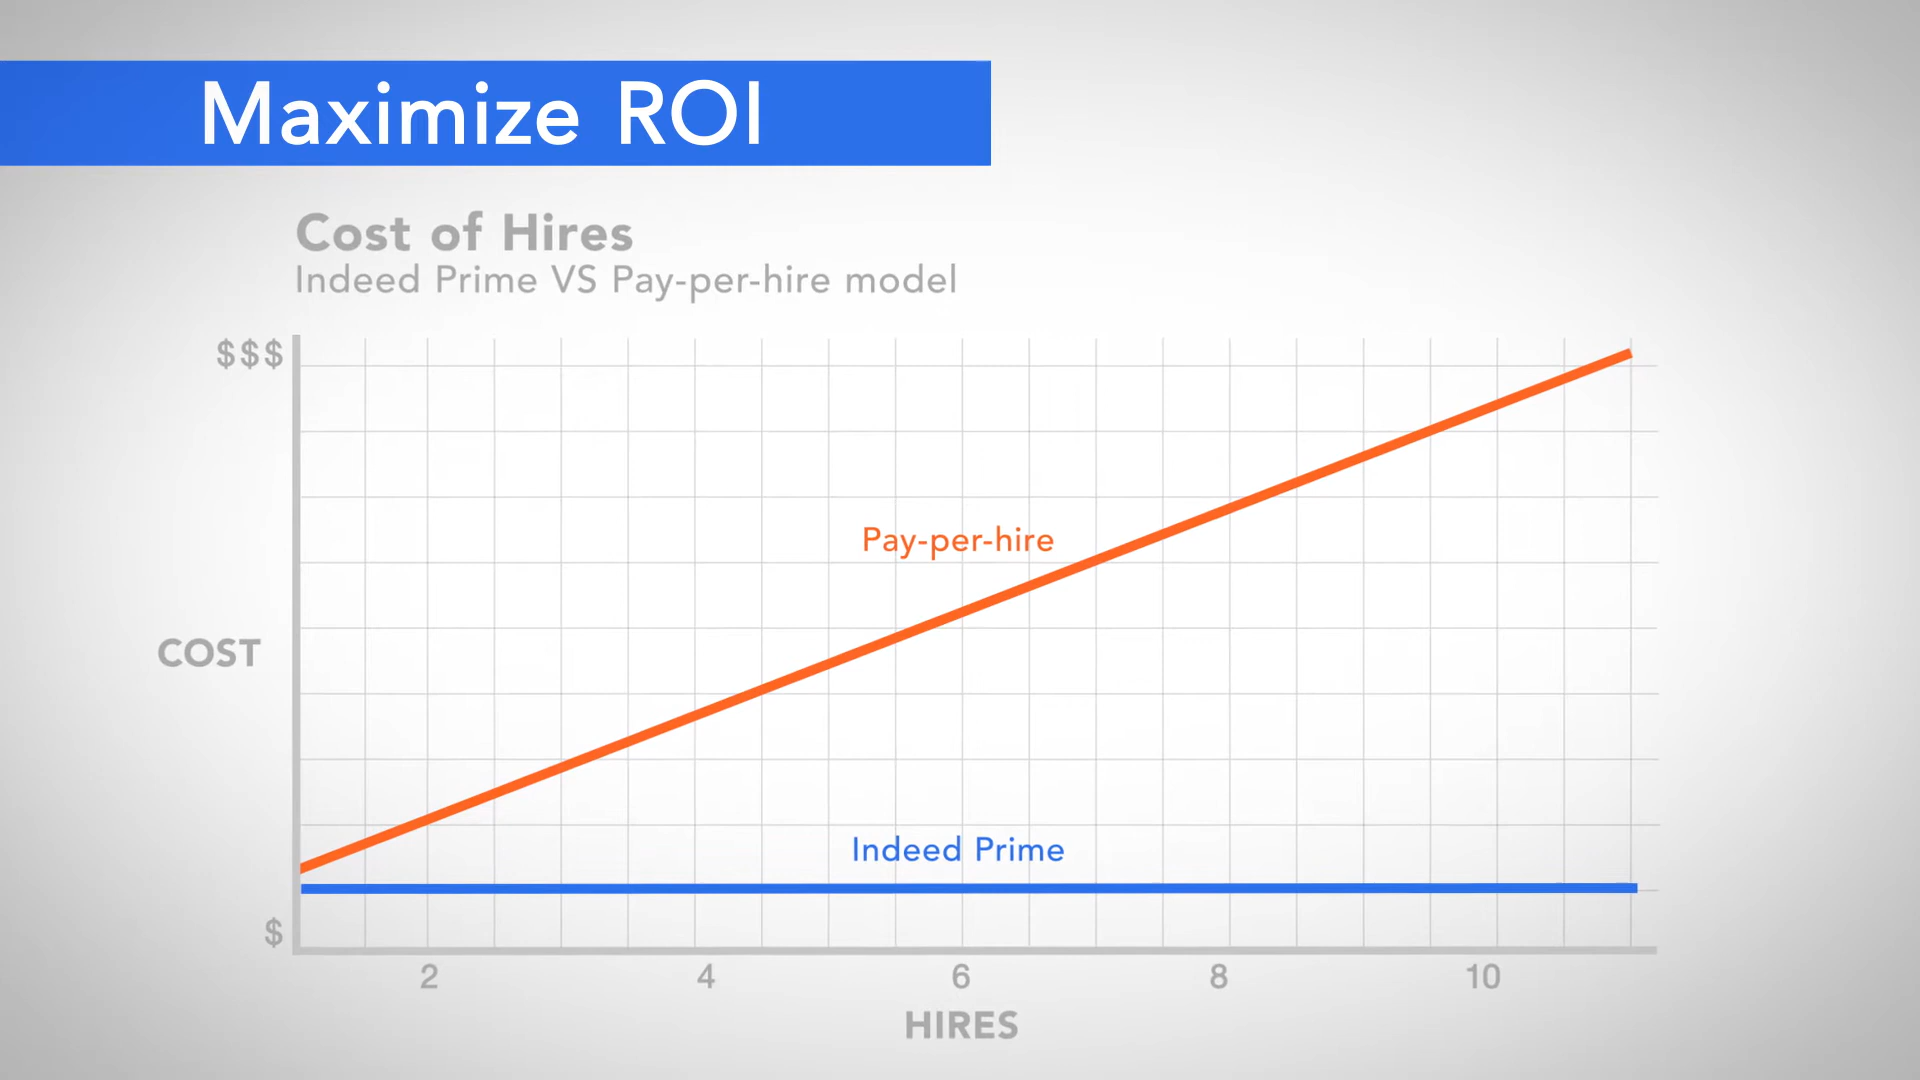 Maximize ROI
Cost of Hires
Indeed Prime VS Pay-per-hire model
$$$
Pay-per-hire
COST
Indeed Prime
$
2 4 6 8 10
HIRES